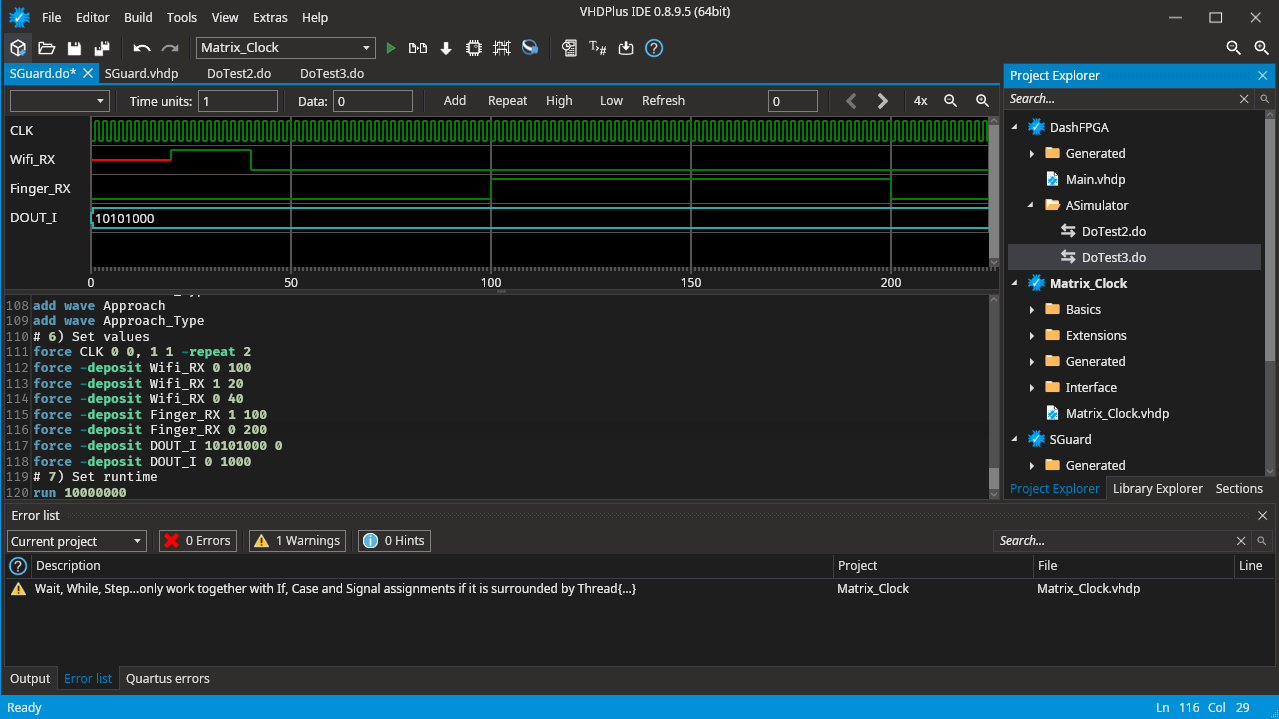 VHDPlus IDE 0.8.9.5 (64bit)
File Editor Build Tools View Extras Help
Matrix_Clock
SGuard.do* SGuard.vhdp DoTest2.do DoTest3.do
Time units: 1 Data: 0 Add Repeat High Low Refresh 0 4x
CLK
Wifi_RX
Finger_RX
DOUT_I 10101000
0 50 100 150 200
108 add wave Approach
109 add wave Approach_Type
110 # 6) Set values
111 force CLK 0 0, 1 1 -repeat 2
112 force -deposit Wifi_RX 0 100
113 force -deposit Wifi_RX 1 20
114 force -deposit Wifi_RX 0 40
115 force -deposit Finger_RX 1 100
116 force -deposit Finger_RX 0 200
117 force -deposit DOUT_I 10101000 0
118 force -deposit DOUT_I 0 1000
119 # 7) Set runtime
120 run 10000000
Project Explorer
Search...
DashFPGA
Generated
Main.vhdp
ASimulator
DoTest2.do
DoTest3.do
Matrix_Clock
Basics
Extensions
Generated
Interface
Matrix_Clock.vhdp
SGuard
Generated
Project Explorer Library Explorer Sections
Error list
Current project 0 Errors 1 Warnings 0 Hints Search...
Description Project File Line
Wait, While, Step...only work together with If, Case and Signal assignments if it is surrounded by Thread{...} Matrix_Clock Matrix_Clock.vhdp
Output Error list Quartus errors
Ready Ln 116 Col 29